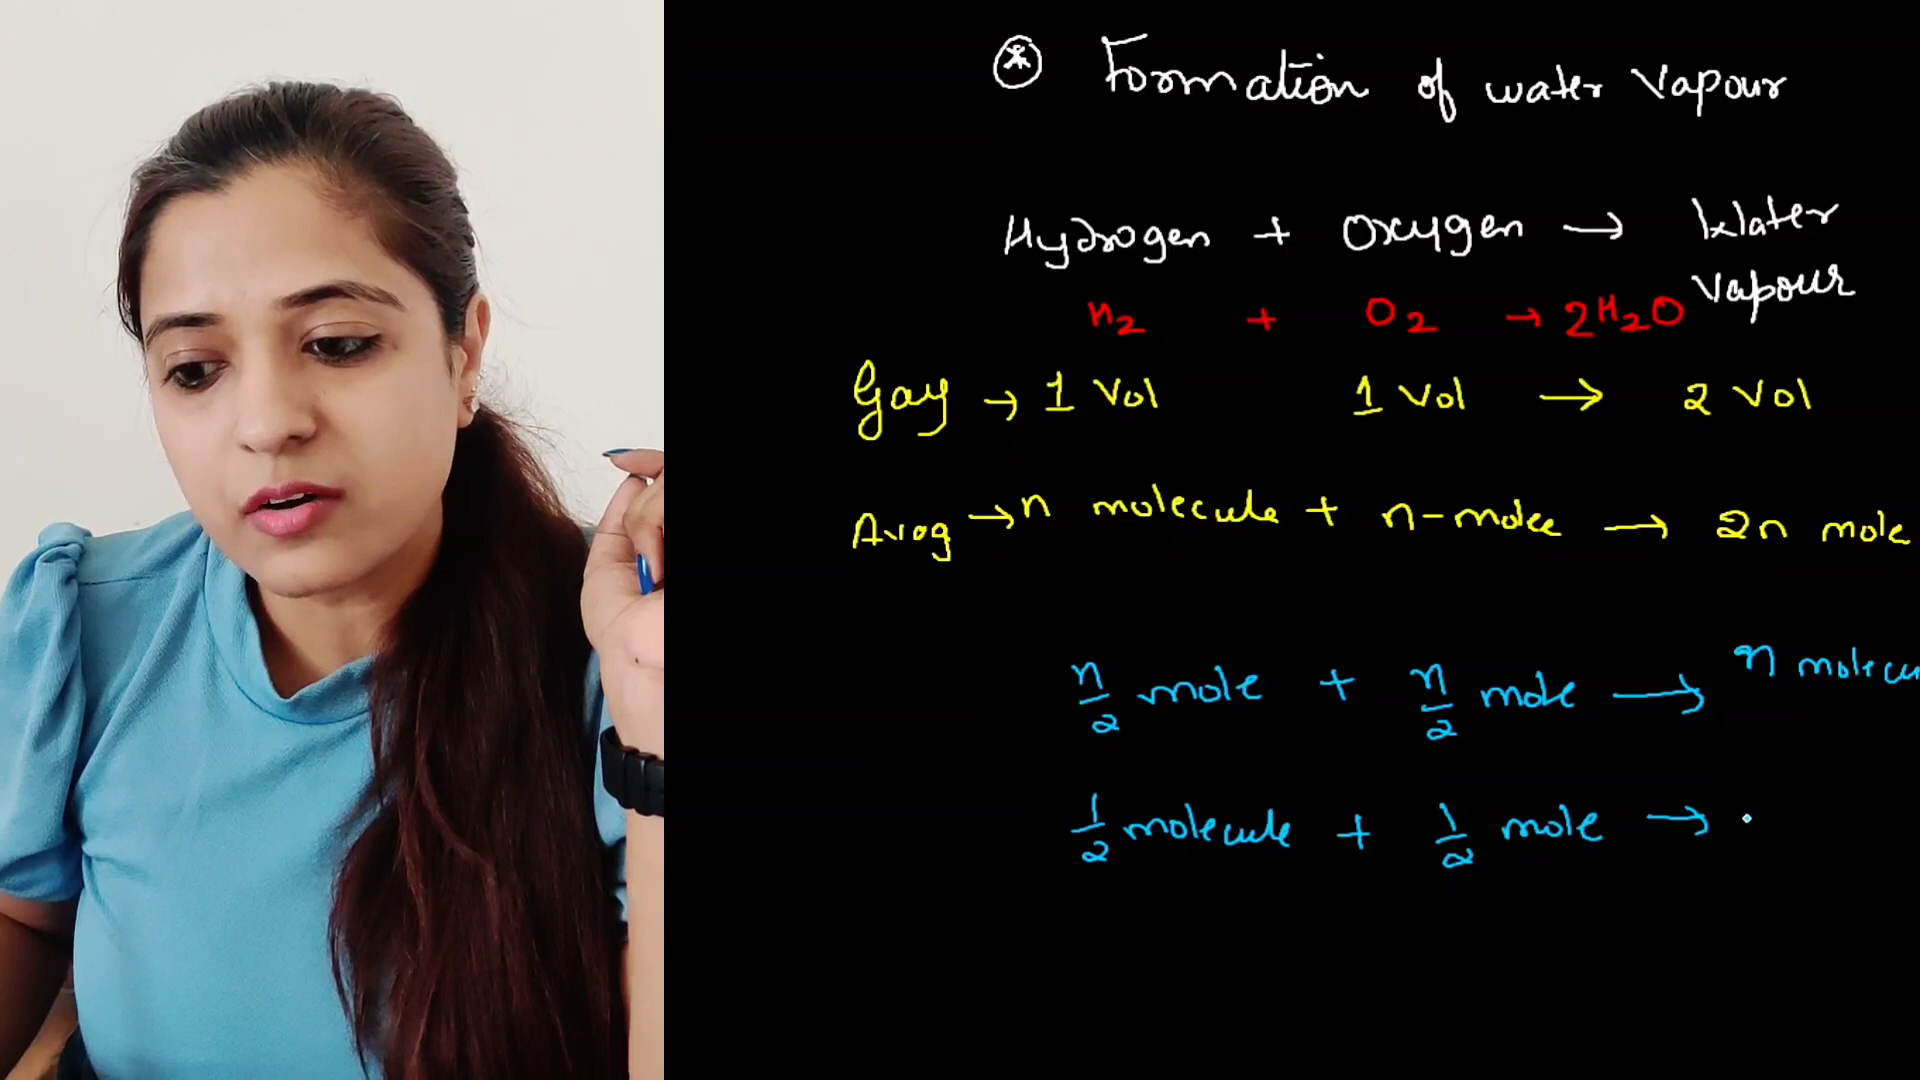 * Formation of water vapour
Hydrogen + Oxygen → Water vapour
H2 + O2 → 2H2O
Gay → 1 Vol 1 Vol → 2 Vol
Avog → n molecule + n-molee → 2n mole
n/2 mole + n/2 mole → n molecu
1/2 molecule + 1/2 mole →